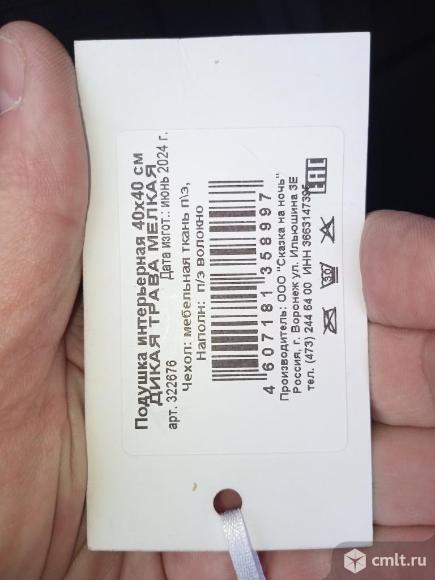 Подушка интерьерная 40х40 см
ДИКАЯ ТРАВА МЕЛКАЯ
арт. 322676
Дата изгот.: июнь 2024 г.
Чехол: мебельная ткань п\э,
Наполн: п/э волокно
4 607181 358997
Производитель: ООО "Сказка на ночь"
Россия, г. Воронеж ул. Ильюшина 3Е
тел. (473) 244 64 00 ИНН 3663147395
EAC
30
cmlt.ru